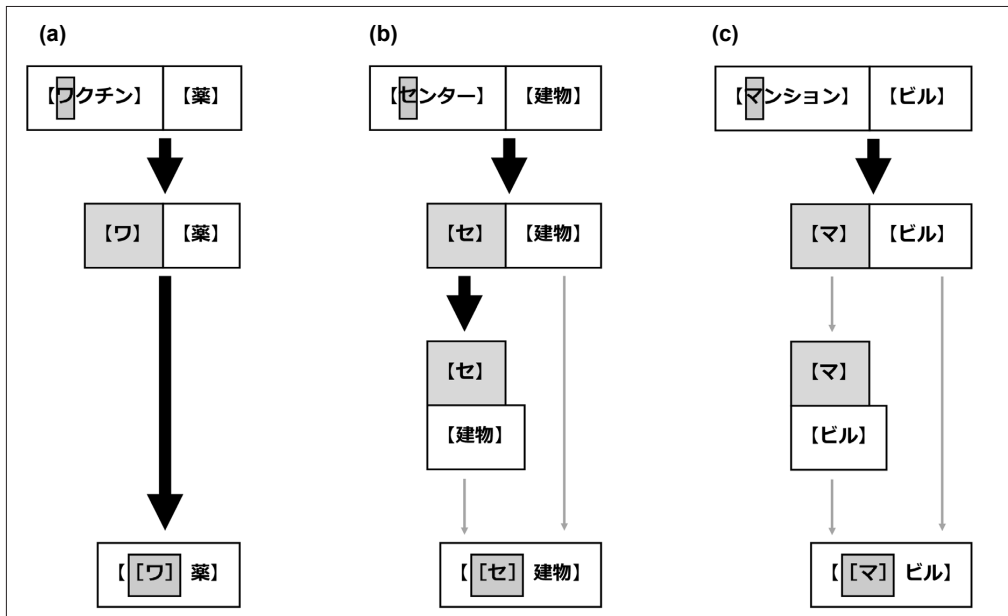 (a)
【ワクチン】 【薬】
【ワ】 【薬】
【 [ワ] 薬】
(b)
【センター】 【建物】
【セ】 【建物】
【セ】
【建物】
【 [セ] 建物】
(c)
【マンション】 【ビル】
【マ】 【ビル】
【マ】
【ビル】
【 [マ] ビル】